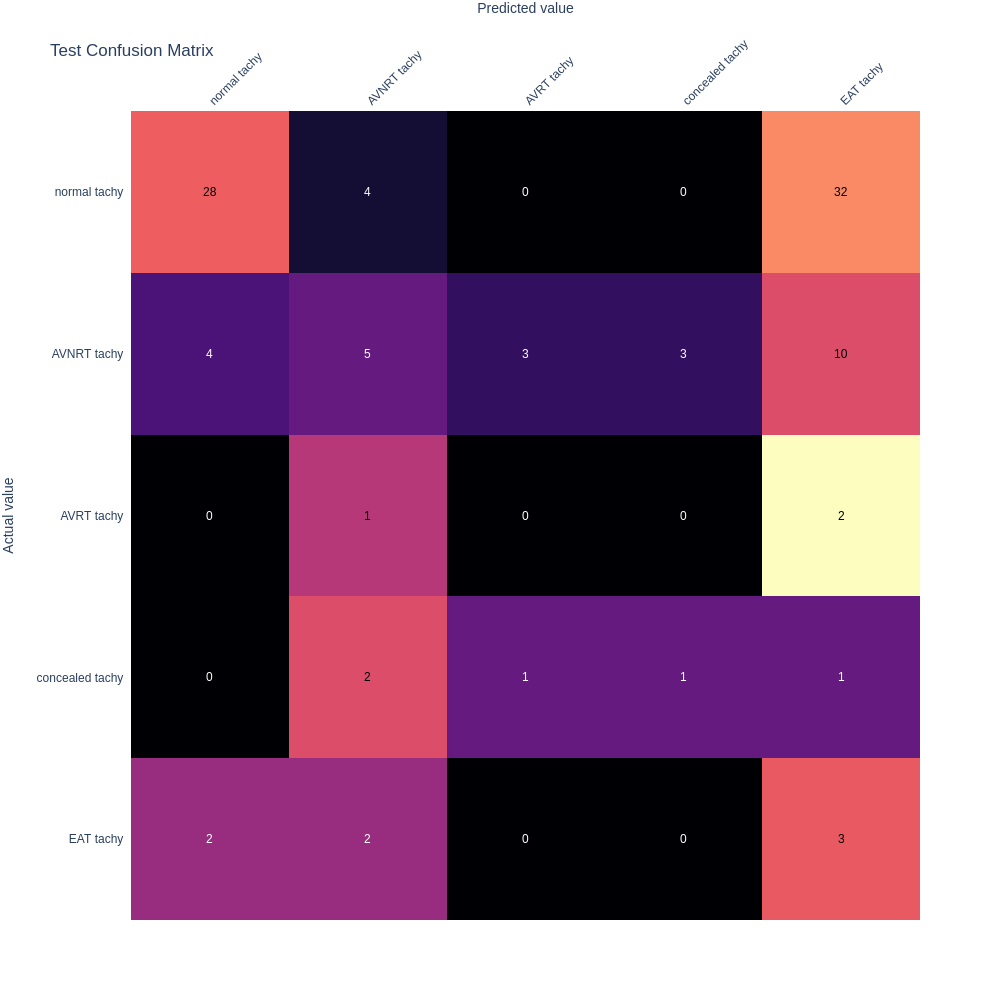 Predicted value
Test Confusion Matrix
normal tachy AVNRT tachy AVRT tachy concealed tachy EAT tachy
normal tachy 28 4 0 0 32
AVNRT tachy 4 5 3 3 10
Actual value
AVRT tachy 0 1 0 0 2
concealed tachy 0 2 1 1 1
EAT tachy 2 2 0 0 3